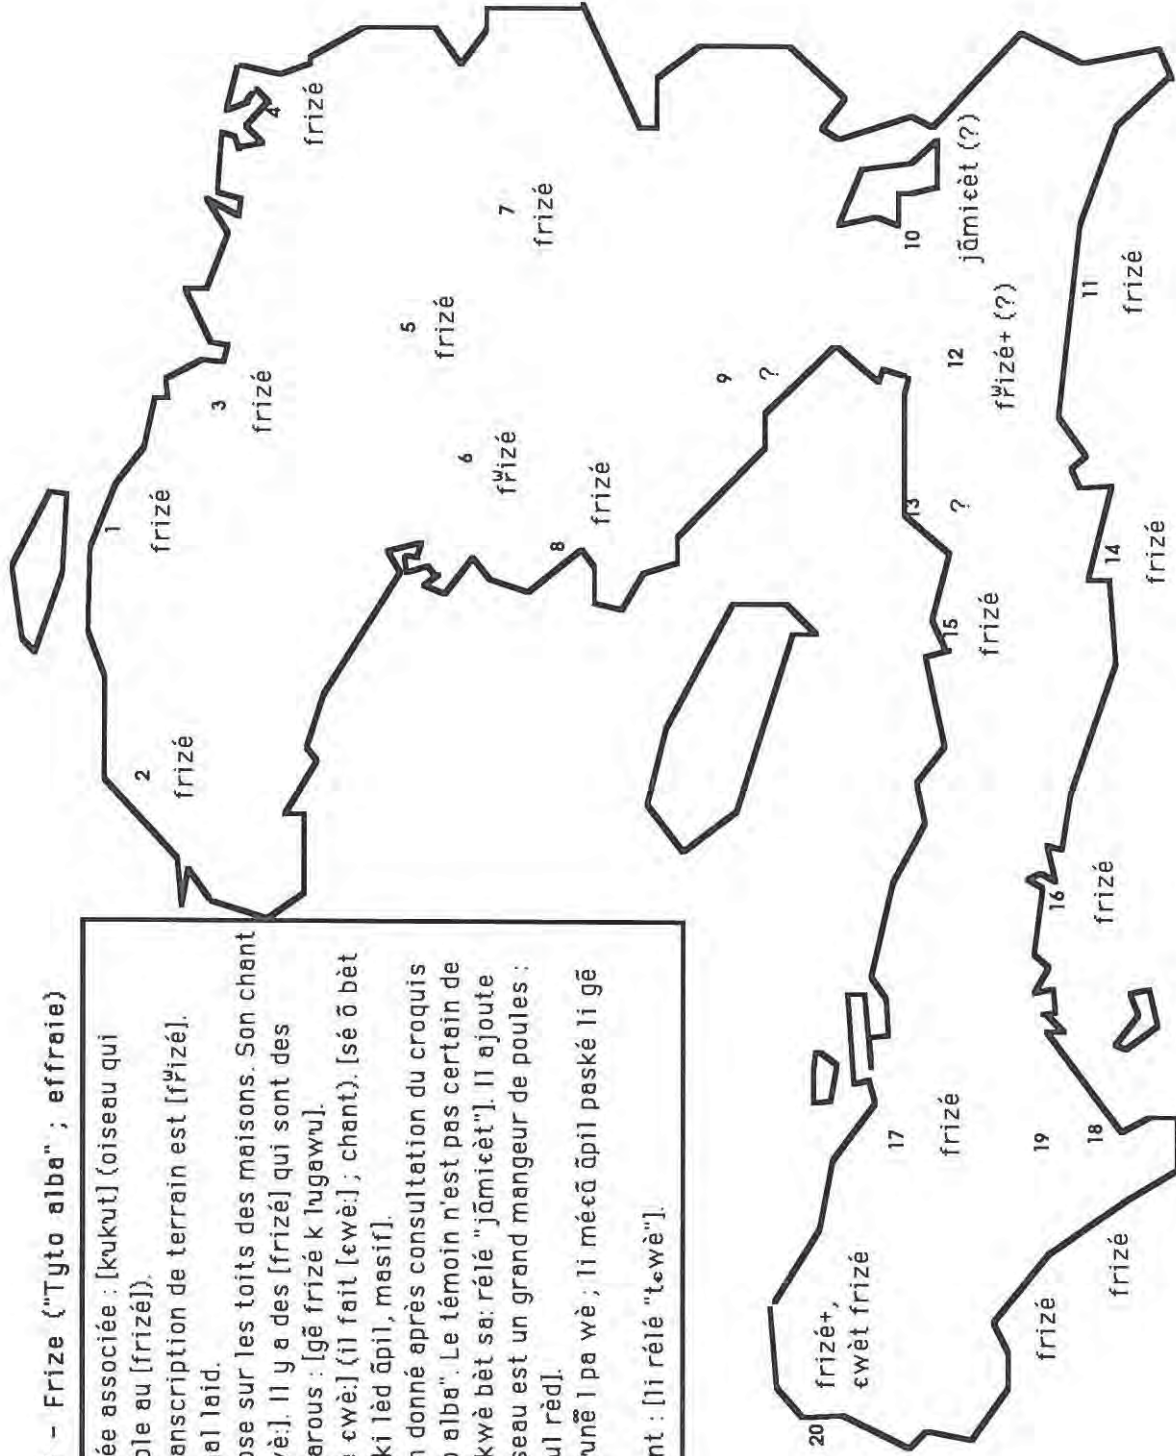 – Frize ("Tyto alba" ; effraie)
ée associée : [kukut] (oiseau qui
ble au [frizé]).
anscription de terrain est [fʷrizé].
al laid.
ose sur les toits des maisons. Son chant
vè:]. Il y a des [frizé] qui sont des
arous : [gẽ frizé k lugawu].
e ɛwè:] (il fait [ɛwè:] ; chant). [sé õ bèt
ki lèd ãpil, masif].
n donné après consultation du croquis
o alba". Le témoin n'est pas certain de
kwè bèt sa: rélé "jãmiɛèt"]. Il ajoute
seau est un grand mangeur de poules :
ul rèd].
l pa wè ; li méɛã ãpil paské li gẽ
nt : [li rélé "tɛwè"].
1
frizé
2
frizé
3
frizé
4
frizé
5
frizé
6
fʷrizé
7
frizé
8
frizé
9
?
10
jãmiɛèt (?)
11
frizé
12
fʷrizé+ (?)
13
?
14
frizé
15
frizé
16
frizé
17
frizé
18
frizé
19
frizé
20
frizé+,
ɛwèt frizé